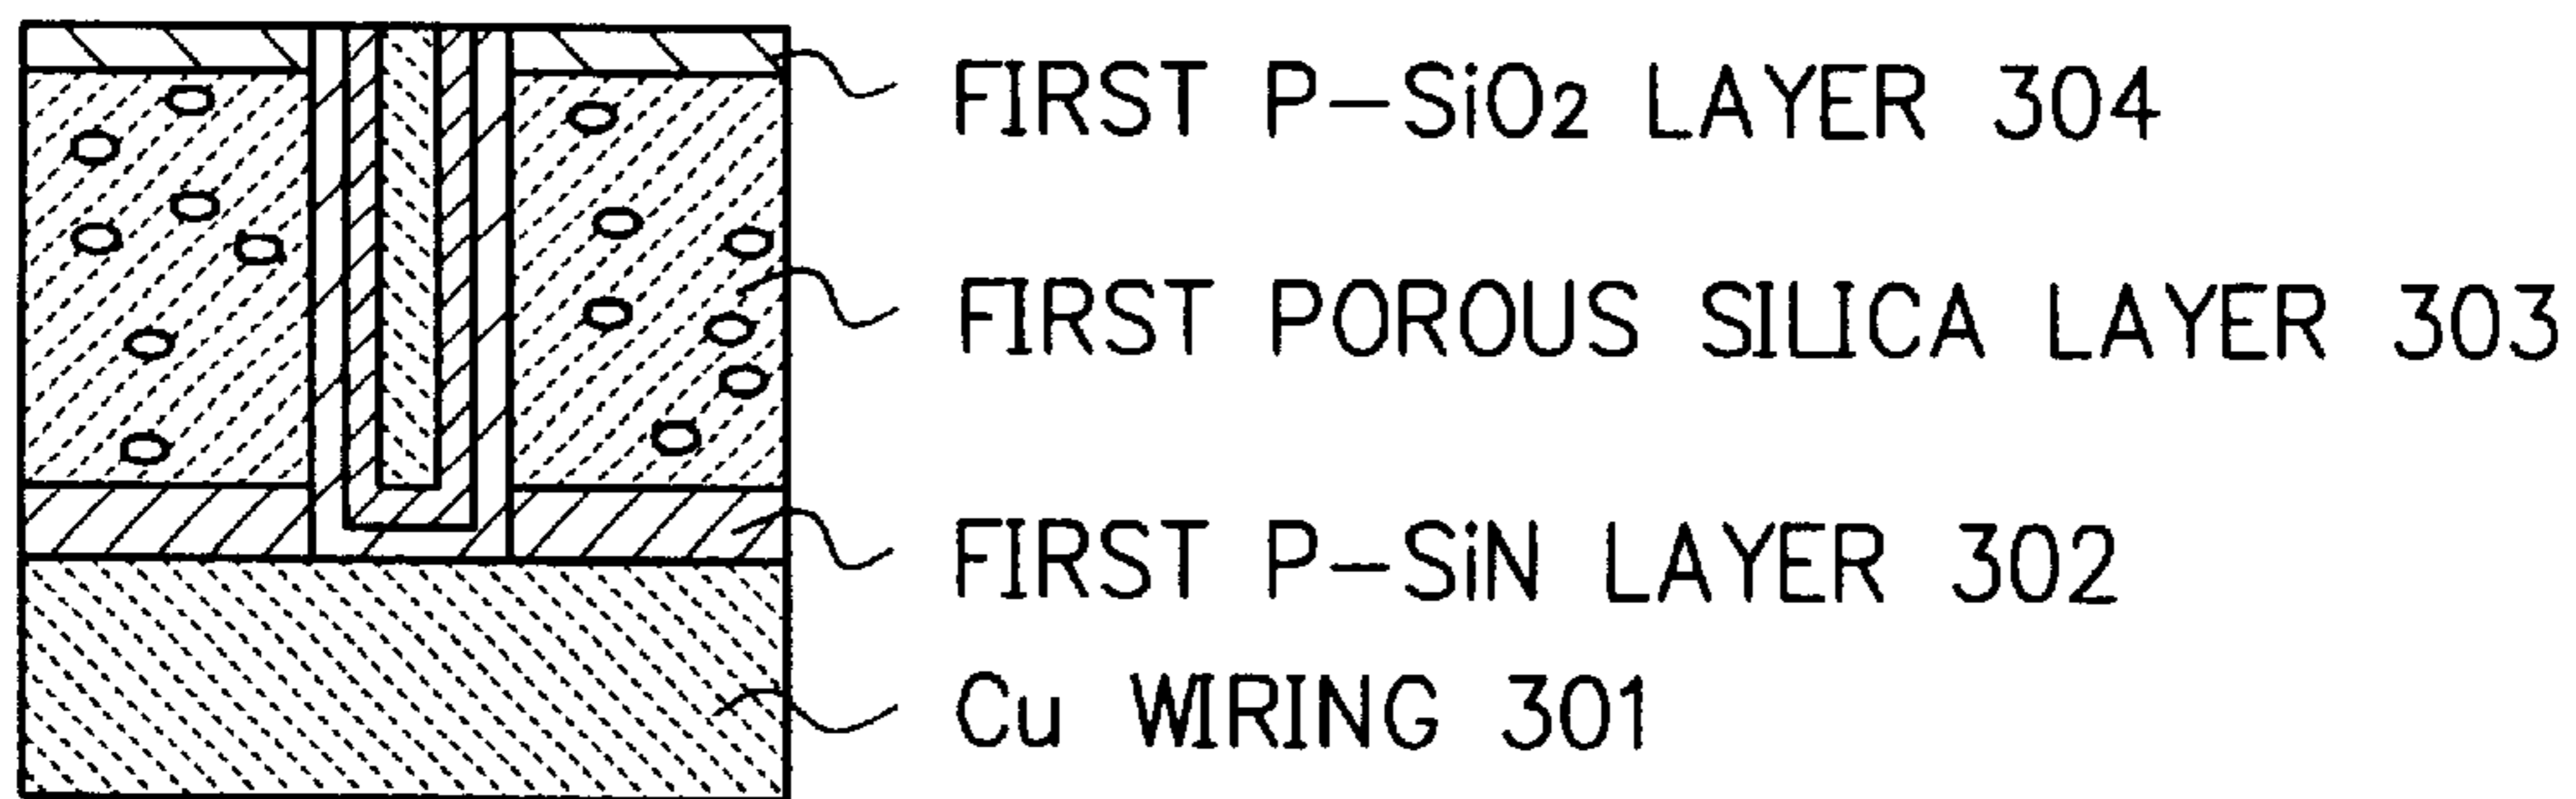 FIRST P-SiO2 LAYER 304
FIRST POROUS SILICA LAYER 303
FIRST P-SiN LAYER 302
Cu WIRING 301